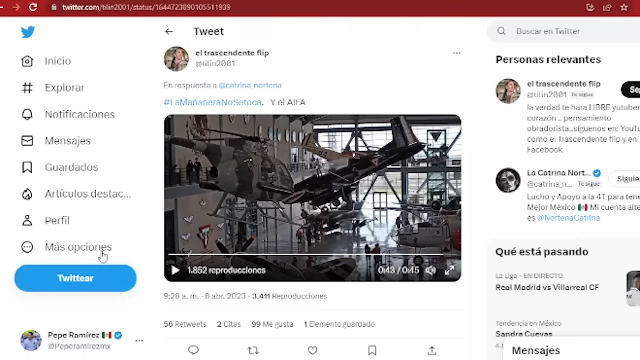 twitter.com/tilin2001/status/1644723890105511939
Inicio
Explorar
Notificaciones
Mensajes
Guardados
Artículos destac...
Perfil
Más opciones
Twittear
Pepe Ramírez
@Peperamirezmx
Tweet
el trascendente flip
@tilin2001
En respuesta a @catrina_nortena
#LaMañaneraNoSetoca. Y el AIFA
1.852 reproducciones
0:43 / 0:45
9:28 a. m. · 8 abr. 2023 · 3,411 Reproducciones
56 Retweets 2 Citas 99 Me gusta 1 Elemento guardado
Buscar en Twitter
Personas relevantes
el trascendente flip
@tilin2001 Te sigue
la verdad te hara LIBRE yutuber
corazón .. pensamiento
obradorista..síguenos en: YouTu
como el Trascendente flip y en
Facebook
La Catrina Nort...
@catrina_n... Te sigue
Siguie
Lucho y Apoyo a la 4T para tene
Mejor México Mi cuenta alte
es @NortenaCatrina
Qué está pasando
La Liga · EN DIRECTO
Real Madrid vs Villarreal CF
Tendencia en México
Sandra Cuevas
Mensajes